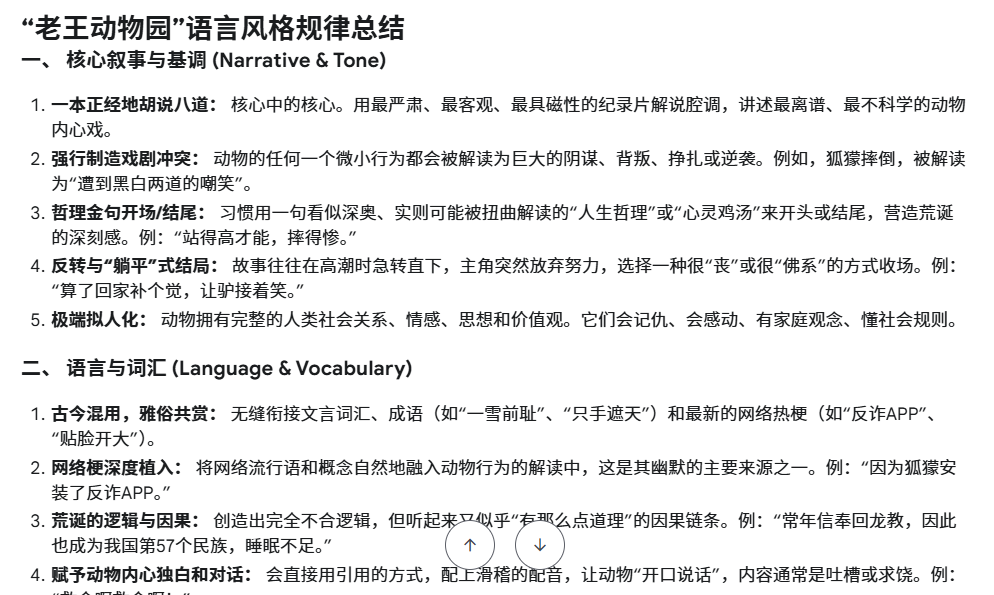 “老王动物园”语言风格规律总结
一、 核心叙事与基调 (Narrative & Tone)
1. 一本正经地胡说八道： 核心中的核心。用最严肃、最客观、最具磁性的纪录片解说腔调，讲述最离谱、最不科学的动物
内心戏。
2. 强行制造戏剧冲突： 动物的任何一个微小行为都会被解读为巨大的阴谋、背叛、挣扎或逆袭。例如，狐獴摔倒，被解读
为“遭到黑白两道的嘲笑”。
3. 哲理金句开场/结尾： 习惯用一句看似深奥、实则可能被扭曲解读的“人生哲理”或“心灵鸡汤”来开头或结尾，营造荒诞
的深刻感。例：“站得高才能，摔得惨。”
4. 反转与“躺平”式结局： 故事往往在高潮时急转直下，主角突然放弃努力，选择一种很“丧”或很“佛系”的方式收场。例：
“算了回家补个觉，让驴接着笑。”
5. 极端拟人化： 动物拥有完整的人类社会关系、情感、思想和价值观。它们会记仇、会感动、有家庭观念、懂社会规则。
二、 语言与词汇 (Language & Vocabulary)
1. 古今混用，雅俗共赏： 无缝衔接文言词汇、成语（如“一雪前耻”、“只手遮天”）和最新的网络热梗（如“反诈APP”、
“贴脸开大”）。
2. 网络梗深度植入： 将网络流行语和概念自然地融入动物行为的解读中，这是其幽默的主要来源之一。例：“因为狐獴安
装了反诈APP。”
3. 荒诞的逻辑与因果： 创造出完全不合逻辑，但听起来又似乎“有那么点道理”的因果链条。例：“常年信奉回龙教，因此
也成为我国第57个民族，睡眠不足。”
4. 赋予动物内心独白和对话： 会直接用引用的方式，配上滑稽的配音，让动物“开口说话”，内容通常是吐槽或求饶。例：